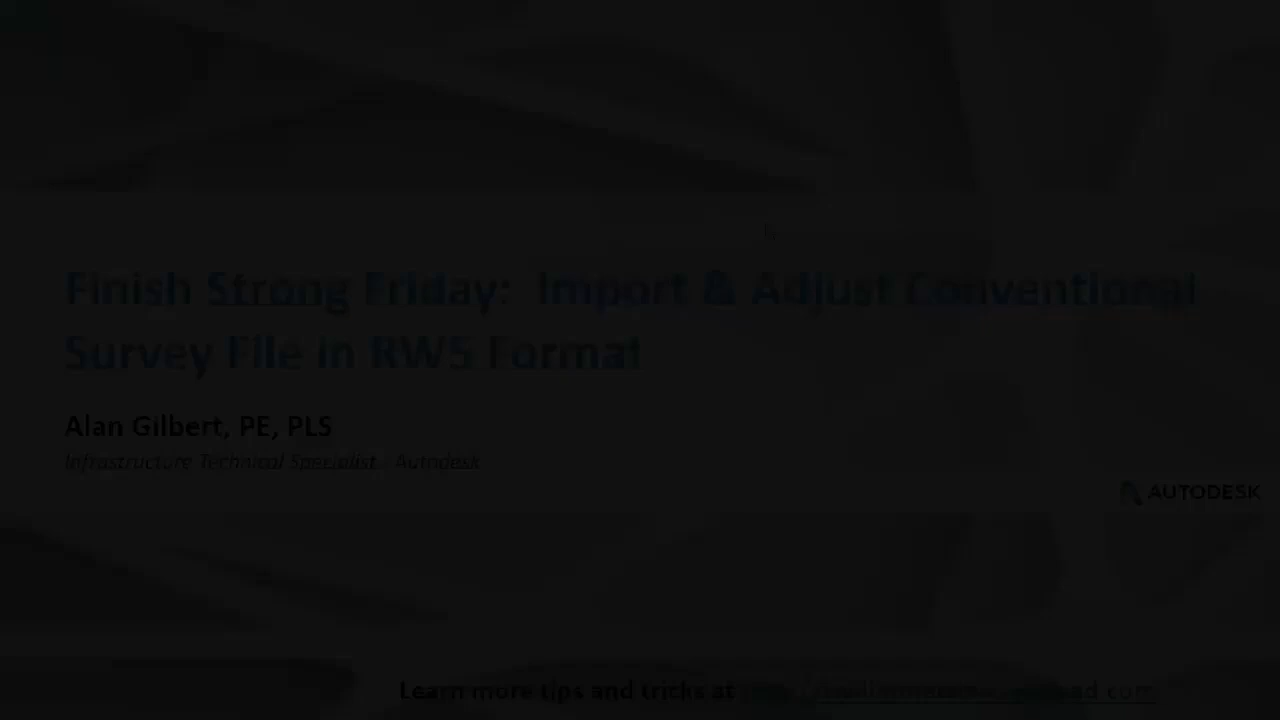 Finish Strong Friday: Import & Adjust Conventional
Survey File in RW5 Format
Alan Gilbert, PE, PLS
Infrastructure Technical Specialist - Autodesk
AUTODESK
Learn more tips and tricks at